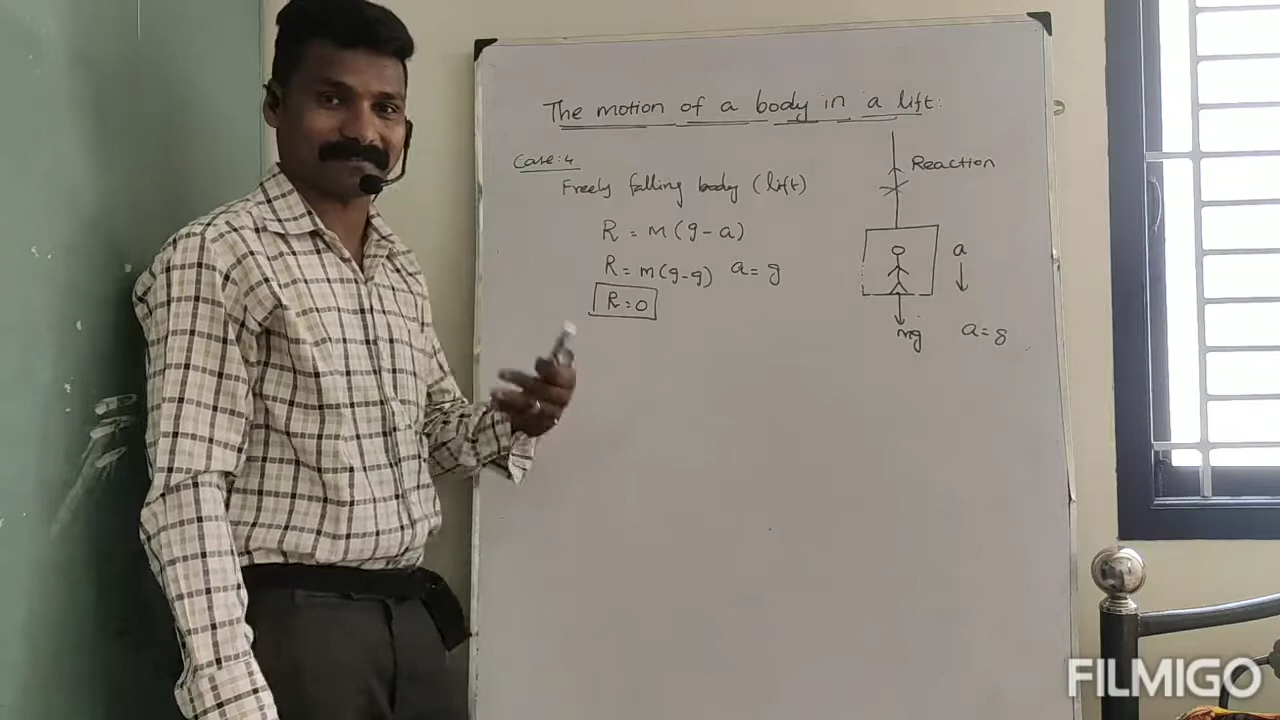 The motion of a body in a lift:
Case:4
Freely falling body (lift)
R = m(g-a)
R = m(g-g) a = g
R = 0
Reaction
a
mg
a = g
FILMIGO